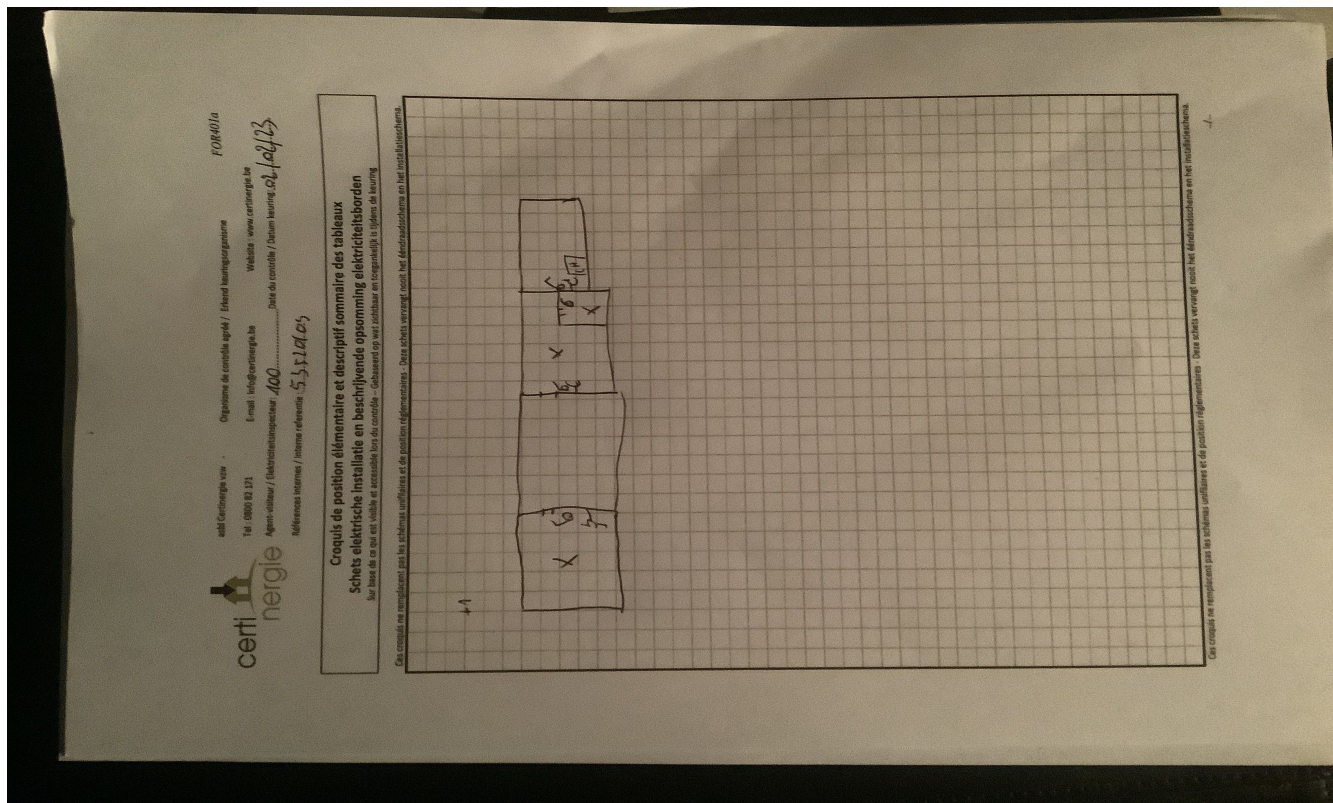 certi
nergie
FOR401a
asbl Certinergie vzw - Organisme de contrôle agréé / Erkend keuringsorganisme
Tel : 0800 82 171 E-mail : info@certinergie.be Website : www.certinergie.be
Agent-visiteur / Elektriciteitsinspecteur: 100 Date du contrôle / Datum keuring: 02/02/23
Références internes / Interne referentie :
Croquis de position élémentaire et descriptif sommaire des tableaux
Schets elektrische installatie en beschrijvende opsomming elektriciteitsborden
Sur base de ce qui est visible et accessible lors du contrôle – Gebaseerd op wat zichtbaar en toegankelijk is tijdens de keuring
Ces croquis ne remplacent pas les schémas unifilaires et de position réglementaires - Deze schets vervangt nooit het ééndraadsschema en het installatieschema.
+1
X
X
X
Ces croquis ne remplacent pas les schémas unifilaires et de position réglementaires - Deze schets vervangt nooit het ééndraadsschema en het installatieschema.